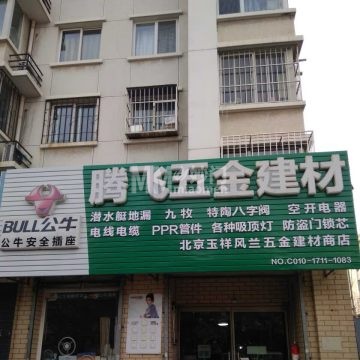 腾飞五金建材
BULL公牛
公牛安全插座
潜水艇地漏 九牧 特陶八字阀 空开电器
电线电缆 PPR管件 各种吸顶灯 防盗门锁芯
北京玉祥风兰五金建材商店
NO.C010-1711-1083